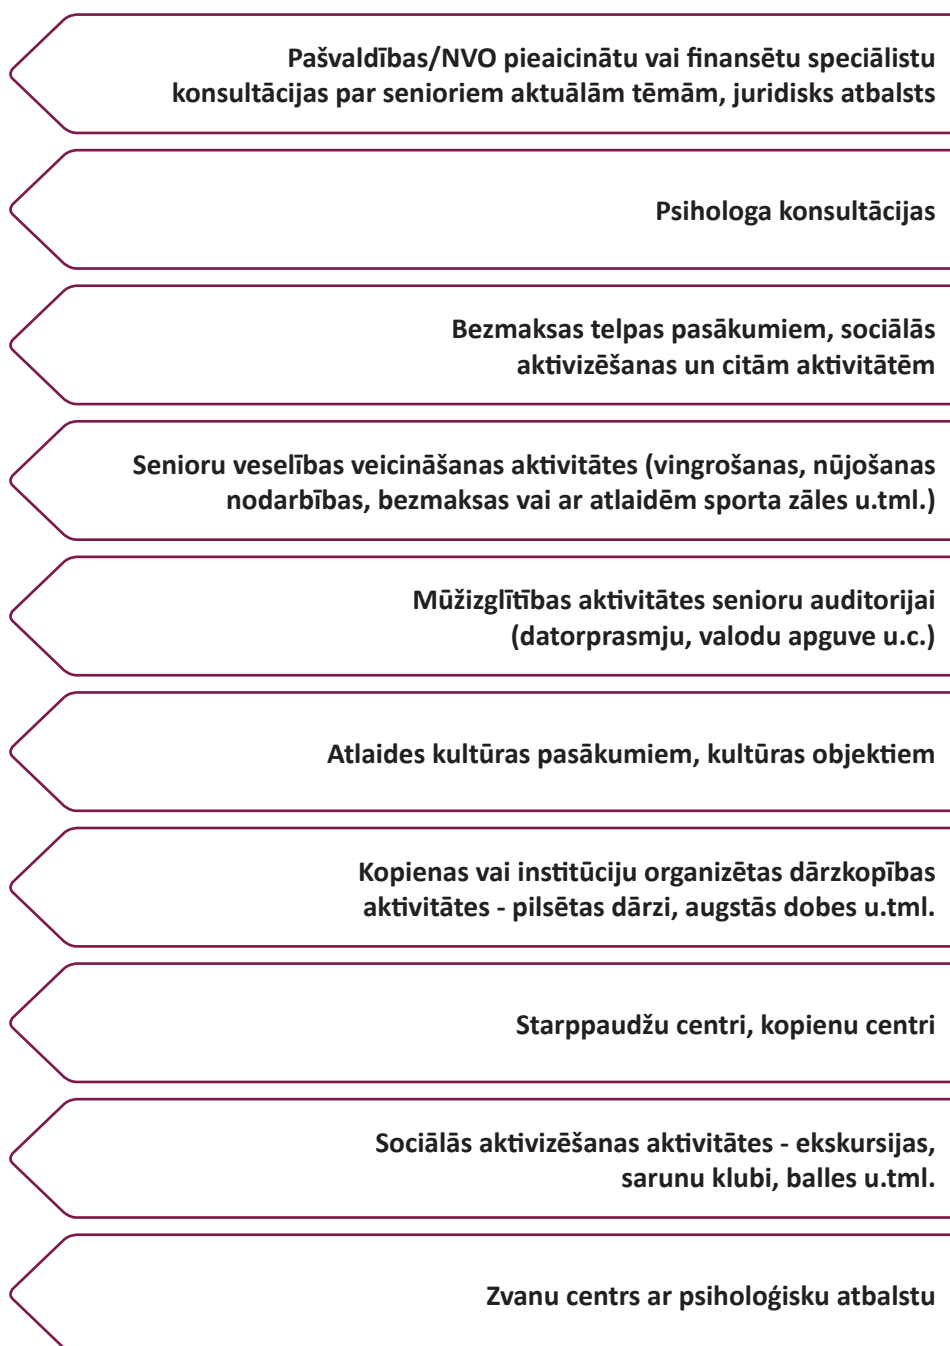 Pašvaldības/NVO pieaicinātu vai finansētu speciālistu
konsultācijas par senioriem aktuālām tēmām, juridisks atbalsts
Psihologa konsultācijas
Bezmaksas telpas pasākumiem, sociālās
aktivizēšanas un citām aktivitātēm
Senioru veselības veicināšanas aktivitātes (vingrošanas, nūjošanas
nodarbības, bezmaksas vai ar atlaidēm sporta zāles u.tml.)
Mūžizglītības aktivitātes senioru auditorijai
(datorprasmju, valodu apguve u.c.)
Atlaides kultūras pasākumiem, kultūras objektiem
Kopienas vai institūciju organizētas dārzkopības
aktivitātes - pilsētas dārzi, augstās dobes u.tml.
Starppaudžu centri, kopienu centri
Sociālās aktivizēšanas aktivitātes - ekskursijas,
sarunu klubi, balles u.tml.
Zvanu centrs ar psiholoģisku atbalstu